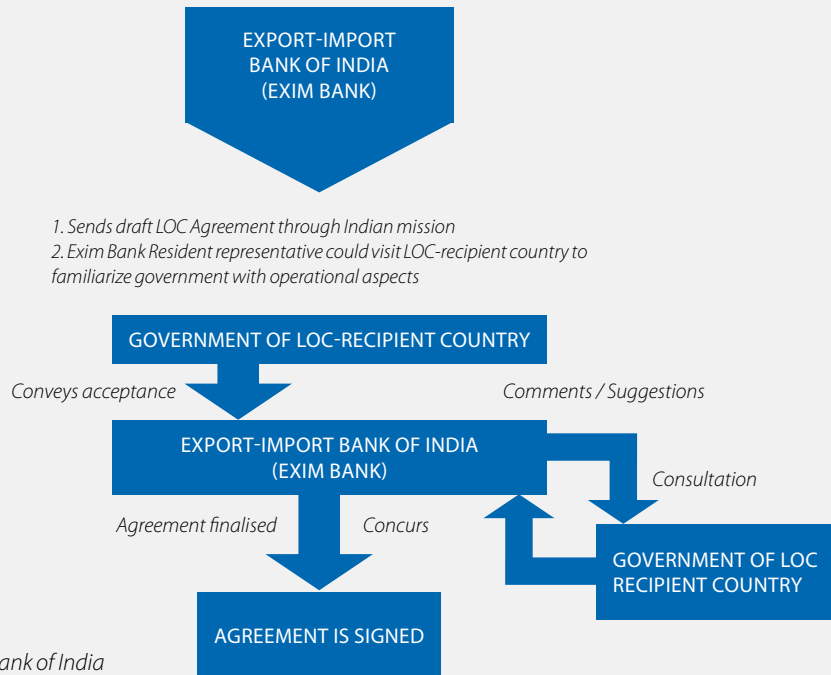 EXPORT-IMPORT
BANK OF INDIA
(EXIM BANK)
1. Sends draft LOC Agreement through Indian mission
2. Exim Bank Resident representative could visit LOC-recipient country to
familiarize government with operational aspects
GOVERNMENT OF LOC-RECIPIENT COUNTRY
Conveys acceptance
Comments / Suggestions
EXPORT-IMPORT BANK OF INDIA
(EXIM BANK)
Consultation
Agreement finalised
Concurs
GOVERNMENT OF LOC
RECIPIENT COUNTRY
AGREEMENT IS SIGNED
ank of India